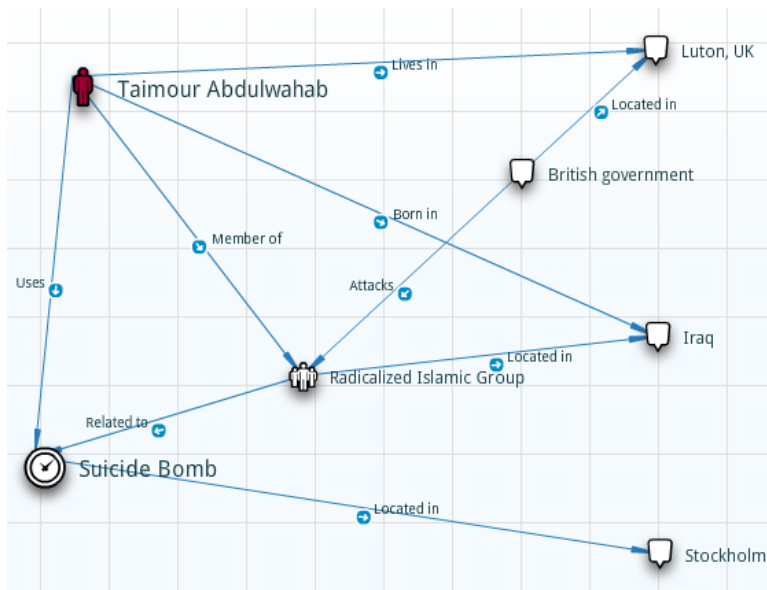 Lives in
Luton, UK
Taimour Abdulwahab
Located in
British government
Born in
Member of
Uses
Attacks
Iraq
Located in
Radicalized Islamic Group
Related to
Suicide Bomb
Located in
Stockholm